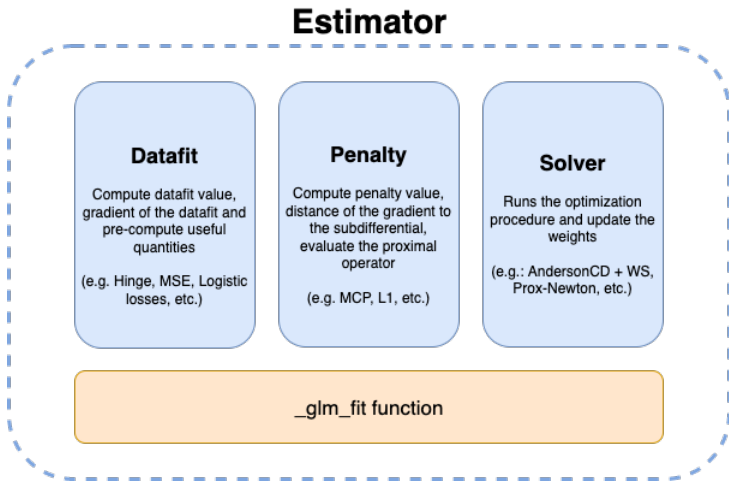 Estimator
Datafit
Compute datafit value,
gradient of the datafit and
pre-compute useful
quantities
(e.g. Hinge, MSE, Logistic
losses, etc.)
Penalty
Compute penalty value,
distance of the gradient to
the subdifferential,
evaluate the proximal
operator
(e.g. MCP, L1, etc.)
Solver
Runs the optimization
procedure and update the
weights
(e.g.: AndersonCD + WS,
Prox-Newton, etc.)
_glm_fit function